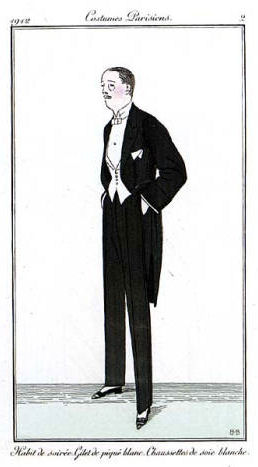 1912 Costumes Parisiens. 2
BB
Habit de soirée. Gilet de piqué blanc. Chaussettes de soie blanche.